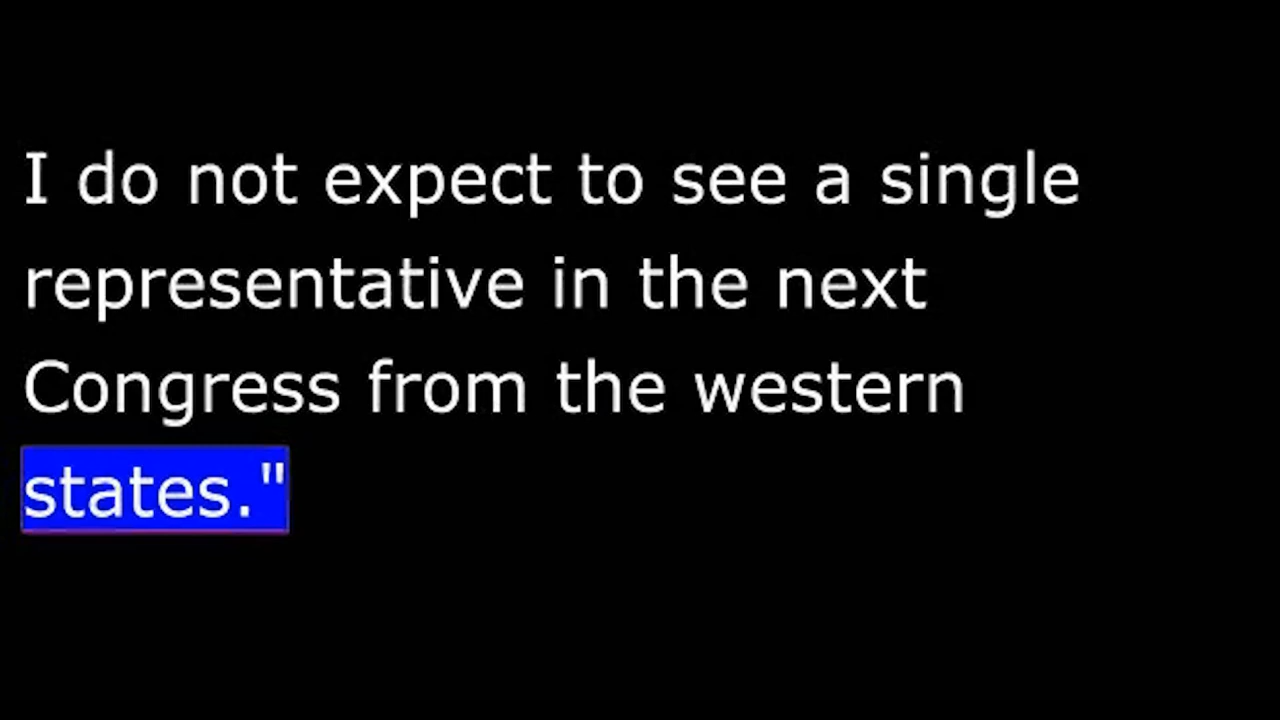 I do not expect to see a single
representative in the next
Congress from the western
states."